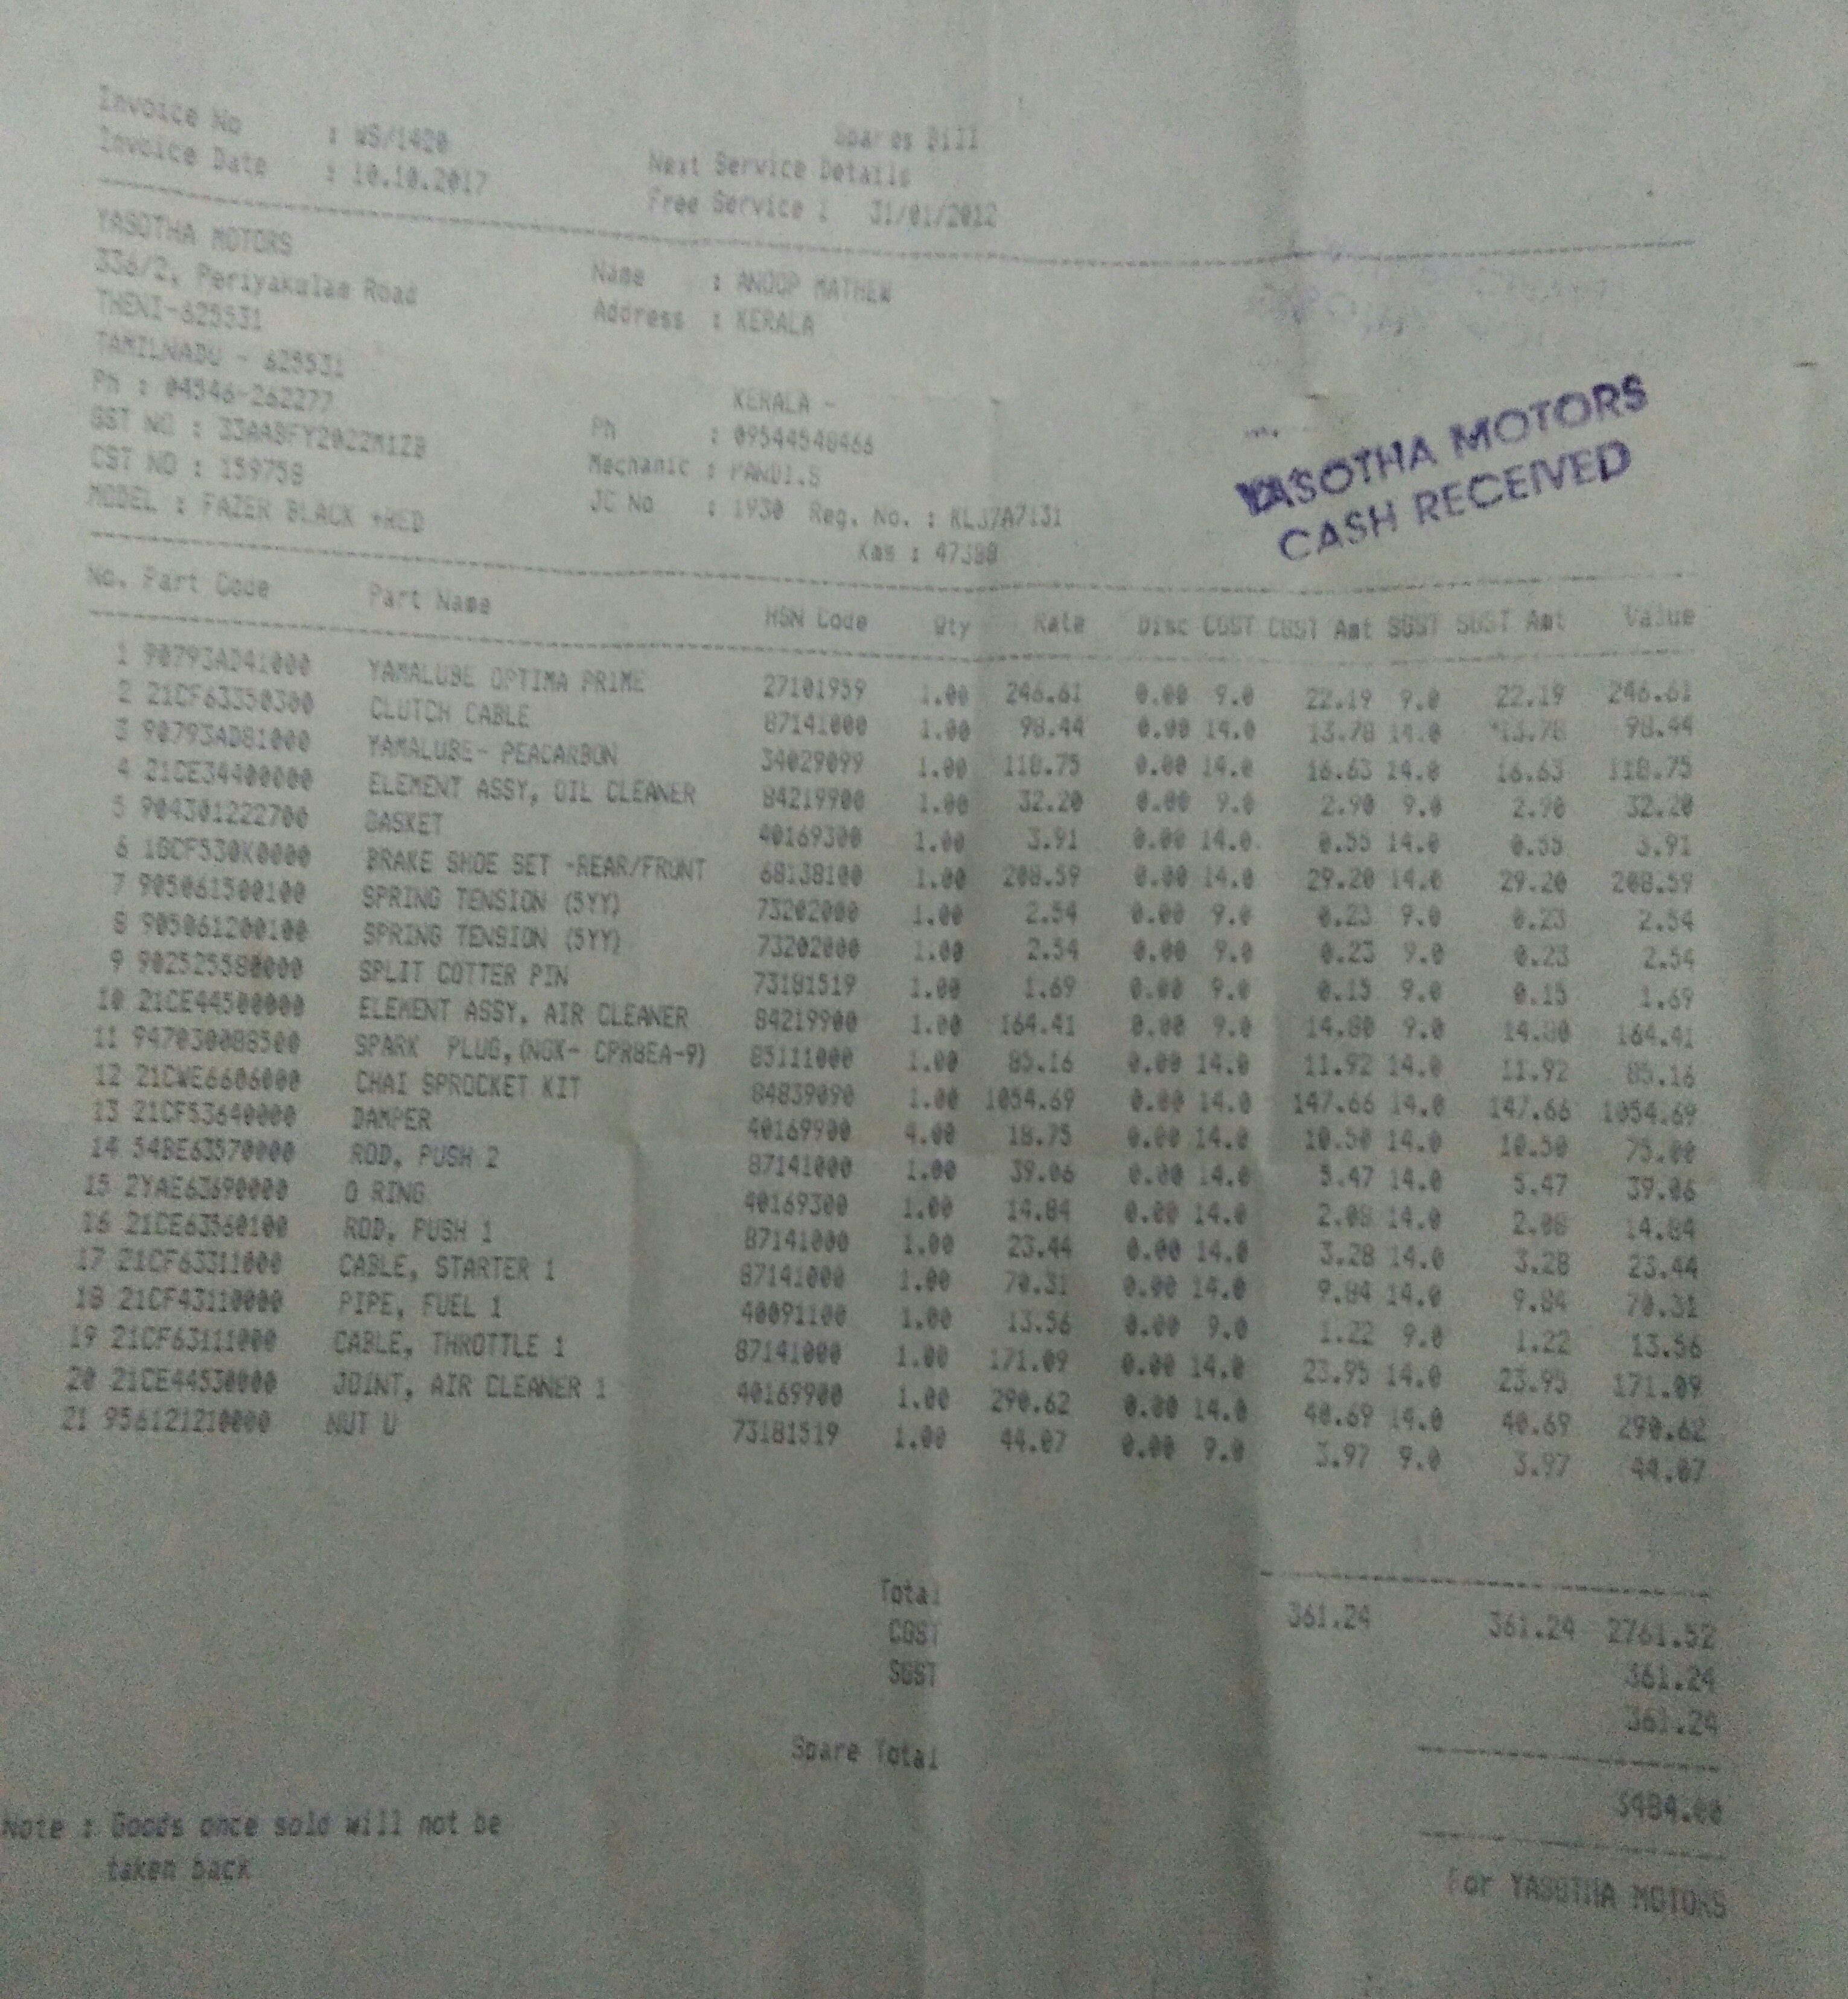 Spares Bill
Invoice No : WS/1420 Next Service Details
Invoice Date : 10.10.2017 Free Service 1 31/01/2012
YASOTHA MOTORS
336/2, Periyakulam Road Name : ANOOP MATHEW
THENI-625531 Address : KERALA
TAMILNADU - 625531
Ph : 04546-262277 KERALA -
GST NO : 33AABFY2022M1ZB Ph : 09544548466
CST NO : 159758 Mechanic : PANDI.S
MODEL : FAZER BLACK +RED JC No : 1930 Reg. No. : KL37A7131
Kms : 47388
YASOTHA MOTORS
CASH RECEIVED
No. Part Code Part Name HSN Code Qty Rate Disc CGST CGST Amt SGST SGST Amt Value
1 90793AD41000 YAMALUBE OPTIMA PRIME 27101959 1.00 246.61 0.00 9.0 22.19 9.0 22.19 246.61
2 21CF63350300 CLUTCH CABLE 87141000 1.00 98.44 0.00 14.0 13.78 14.0 13.78 98.44
3 90793AD81000 YAMALUBE- PEACARBON 34029099 1.00 118.75 0.00 14.0 16.63 14.0 16.63 118.75
4 21CE34400000 ELEMENT ASSY, OIL CLEANER 84219900 1.00 32.20 0.00 9.0 2.90 9.0 2.90 32.20
5 904301222700 GASKET 40169300 1.00 3.91 0.00 14.0 0.55 14.0 0.55 3.91
6 1GCF530K0000 BRAKE SHOE SET -REAR/FRONT 68138100 1.00 208.59 0.00 14.0 29.20 14.0 29.20 208.59
7 905061500100 SPRING TENSION (5YY) 73202000 1.00 2.54 0.00 9.0 0.23 9.0 0.23 2.54
8 905061200100 SPRING TENSION (5YY) 73202000 1.00 2.54 0.00 9.0 0.23 9.0 0.23 2.54
9 902525580000 SPLIT COTTER PIN 73181519 1.00 1.69 0.00 9.0 0.15 9.0 0.15 1.69
10 21CE44500000 ELEMENT ASSY, AIR CLEANER 84219900 1.00 164.41 0.00 9.0 14.80 9.0 14.80 164.41
11 947030088500 SPARK PLUG,(NGK- CPR8EA-9) 85111000 1.00 85.16 0.00 14.0 11.92 14.0 11.92 85.16
12 21CWE6606000 CHAI SPROCKET KIT 84839090 1.00 1054.69 0.00 14.0 147.66 14.0 147.66 1054.69
13 21CF53640000 DAMPER 40169900 4.00 18.75 0.00 14.0 10.50 14.0 10.50 75.00
14 54BE63570000 ROD, PUSH 2 87141000 1.00 39.06 0.00 14.0 5.47 14.0 5.47 39.06
15 2YAE63690000 O RING 40169300 1.00 14.84 0.00 14.0 2.08 14.0 2.08 14.84
16 21CE63560100 ROD, PUSH 1 87141000 1.00 23.44 0.00 14.0 3.28 14.0 3.28 23.44
17 21CF63311000 CABLE, STARTER 1 87141000 1.00 70.31 0.00 14.0 9.84 14.0 9.84 70.31
18 21CF43110000 PIPE, FUEL 1 40091100 1.00 13.56 0.00 9.0 1.22 9.0 1.22 13.56
19 21CF63111000 CABLE, THROTTLE 1 87141000 1.00 171.09 0.00 14.0 23.95 14.0 23.95 171.09
20 21CE44530000 JOINT, AIR CLEANER 1 40169900 1.00 290.62 0.00 14.0 40.69 14.0 40.69 290.62
21 956121210000 NUT U 73181519 1.00 44.07 0.00 9.0 3.97 9.0 3.97 44.07
Total 361.24 361.24 2761.52
CGST 361.24
SGST 361.24
Spare Total 3484.00
Note : Goods once sold will not be
taken back
For YASOTHA MOTORS